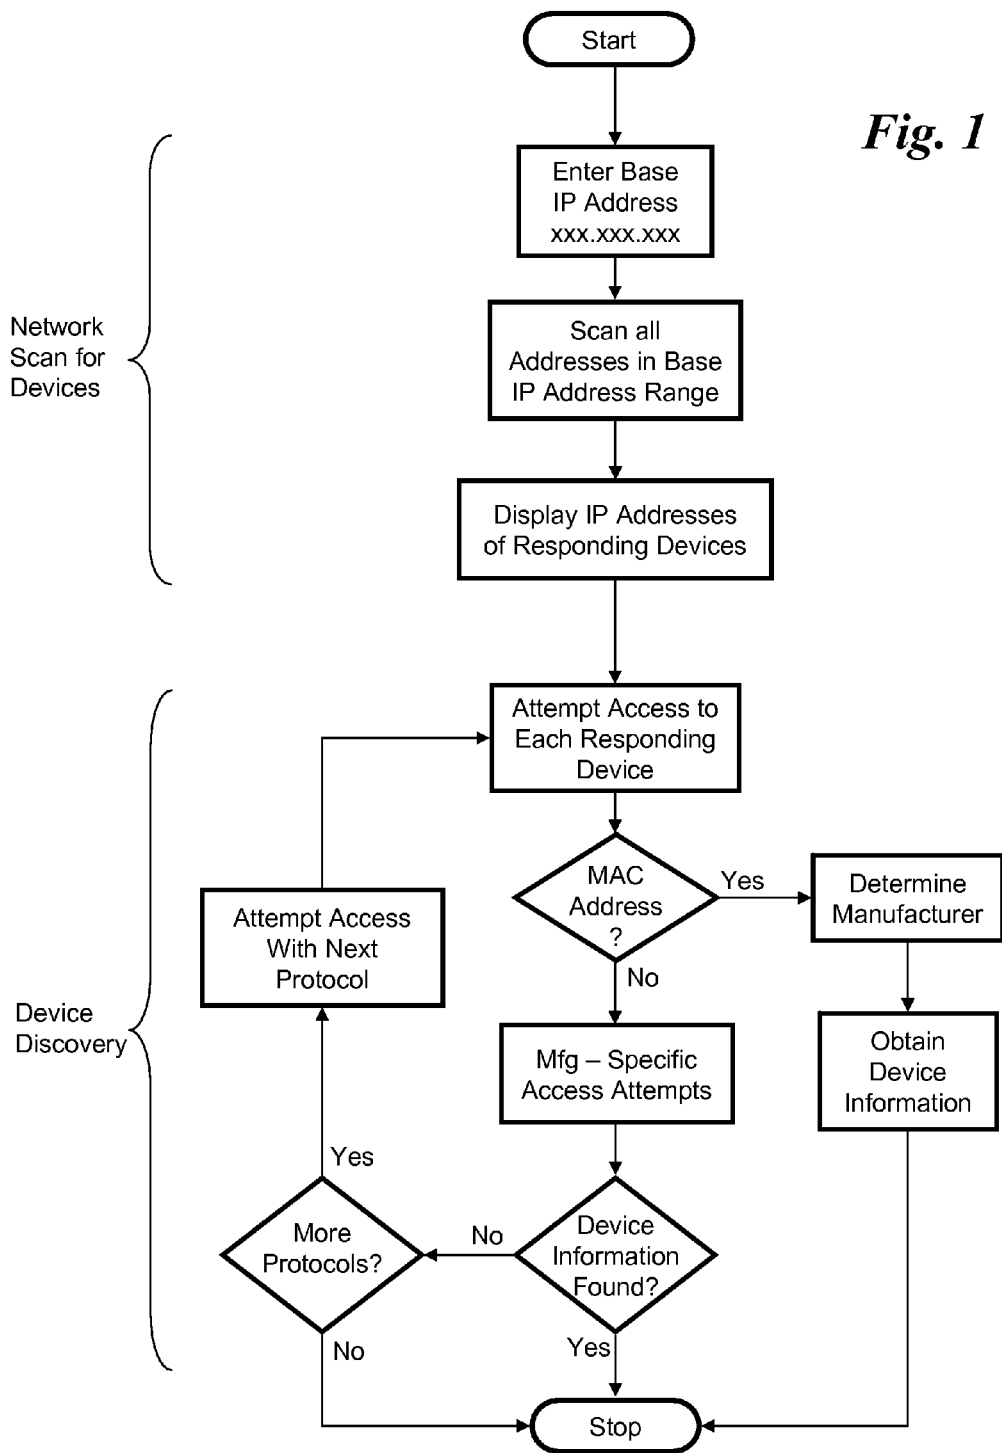 Start
Fig. 1
Enter Base
IP Address
xxx.xxx.xxx
Network
Scan for
Devices
Scan all
Addresses in Base
IP Address Range
Display IP Addresses
of Responding Devices
Attempt Access to
Each Responding
Device
MAC
Address
?
Yes
No
Determine
Manufacturer
Attempt Access
With Next
Protocol
Device
Discovery
Mfg – Specific
Access Attempts
Obtain
Device
Information
Yes
More
Protocols?
No
No
Device
Information
Found?
Yes
Stop